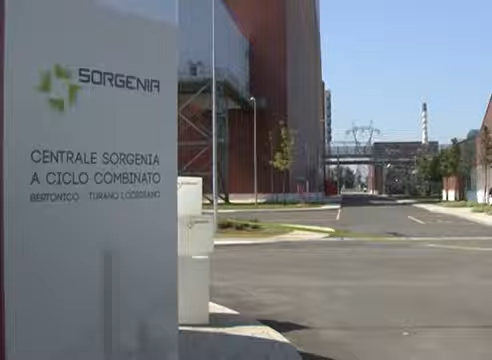 SORGENIA
CENTRALE SORGENIA
A CICLO COMBINATO
BERTONICO - TURANO LODIGIANO